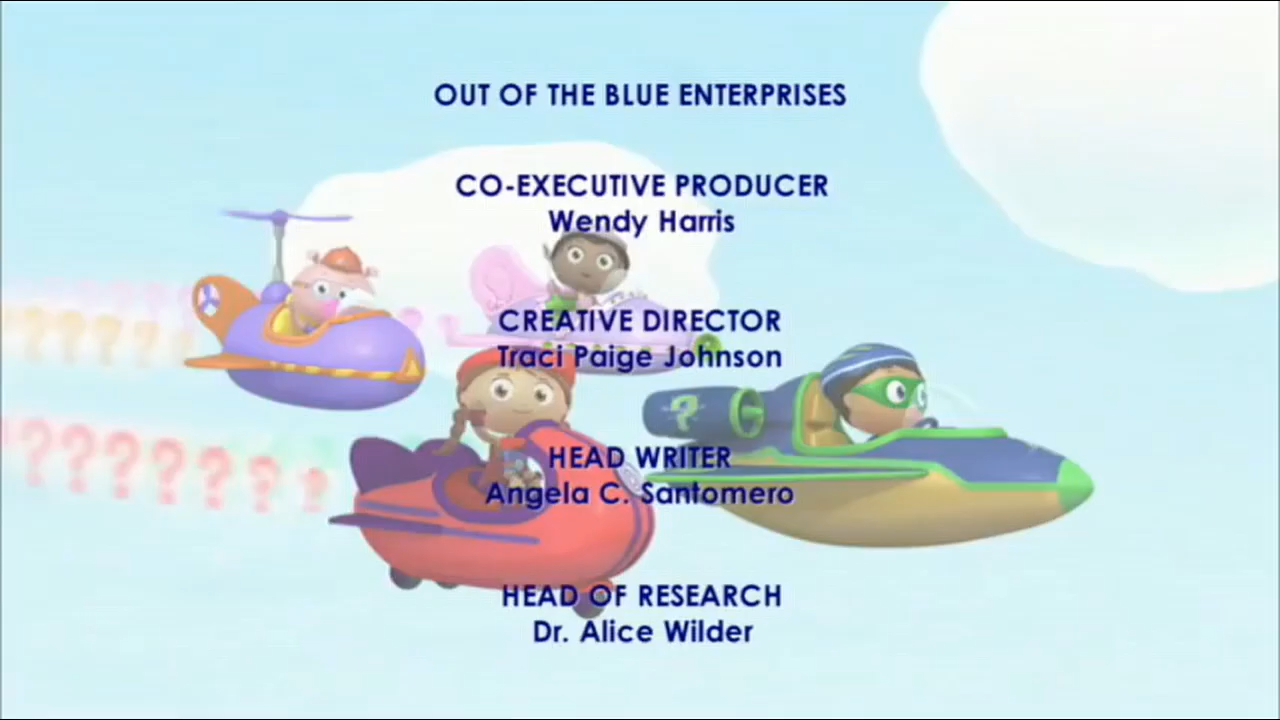 OUT OF THE BLUE ENTERPRISES
CO-EXECUTIVE PRODUCER
Wendy Harris
CREATIVE DIRECTOR
Traci Paige Johnson
HEAD WRITER
Angela C. Santomero
HEAD OF RESEARCH
Dr. Alice Wilder